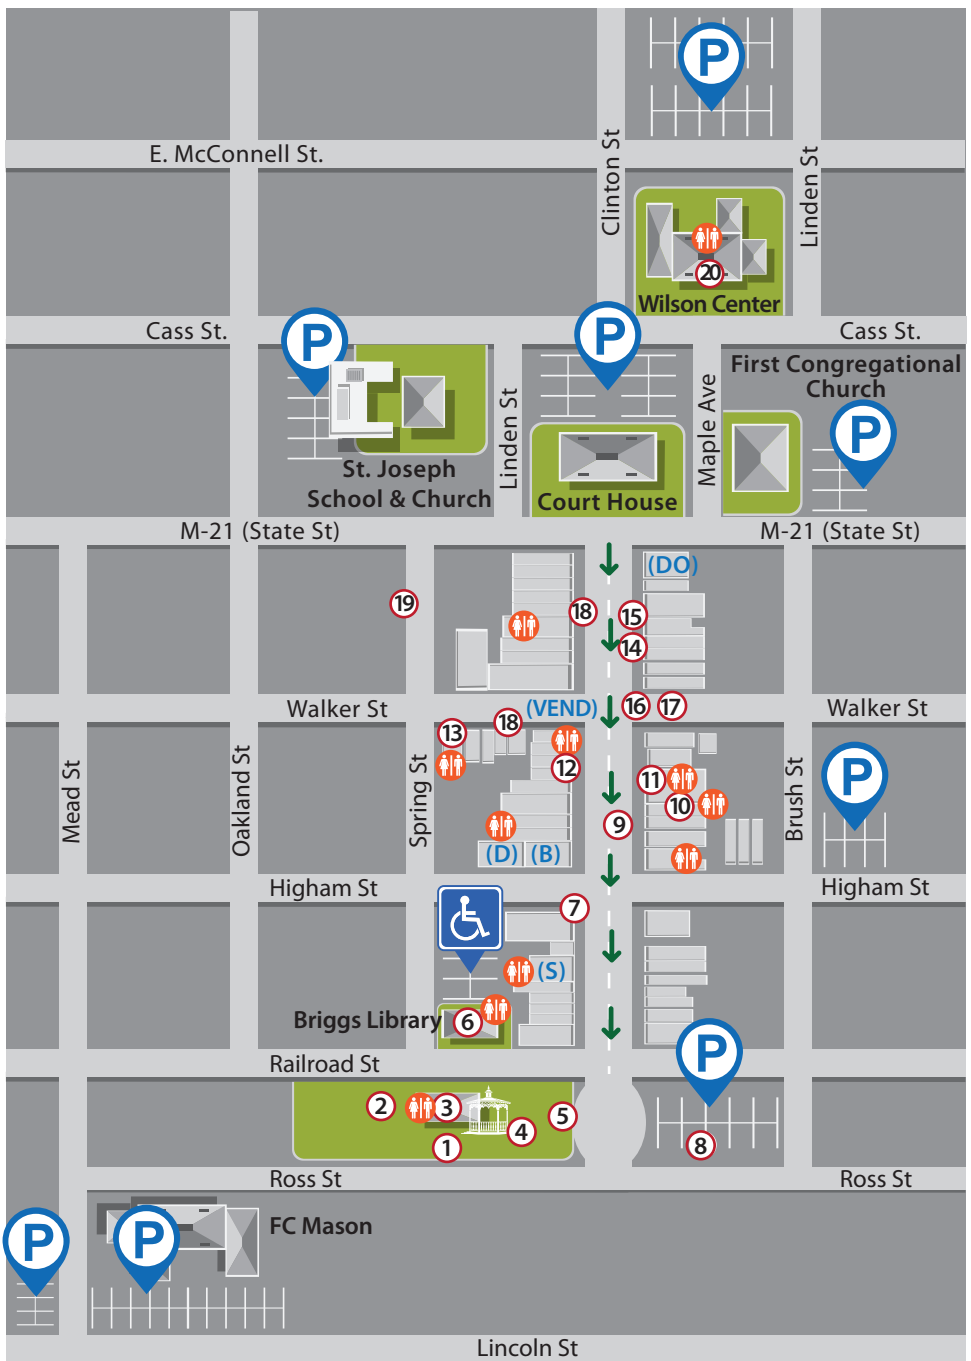 P
E. McConnell St.
Clinton St
Linden St
20
Wilson Center
Cass St.
P
P
Cass St.
First Congregational
Church
P
Linden St
Maple Ave
St. Joseph
School & Church
Court House
M-21 (State St)
M-21 (State St)
(DO)
19
18
15
14
Walker St
(VEND)
16
17
Walker St
13
18
12
11
10
9
P
Mead St
Oakland St
Spring St
Brush St
(D)
(B)
Higham St
Higham St
7
(S)
Briggs Library
6
Railroad St
P
2
3
5
4
1
8
Ross St
Ross St
P
P
FC Mason
Lincoln St